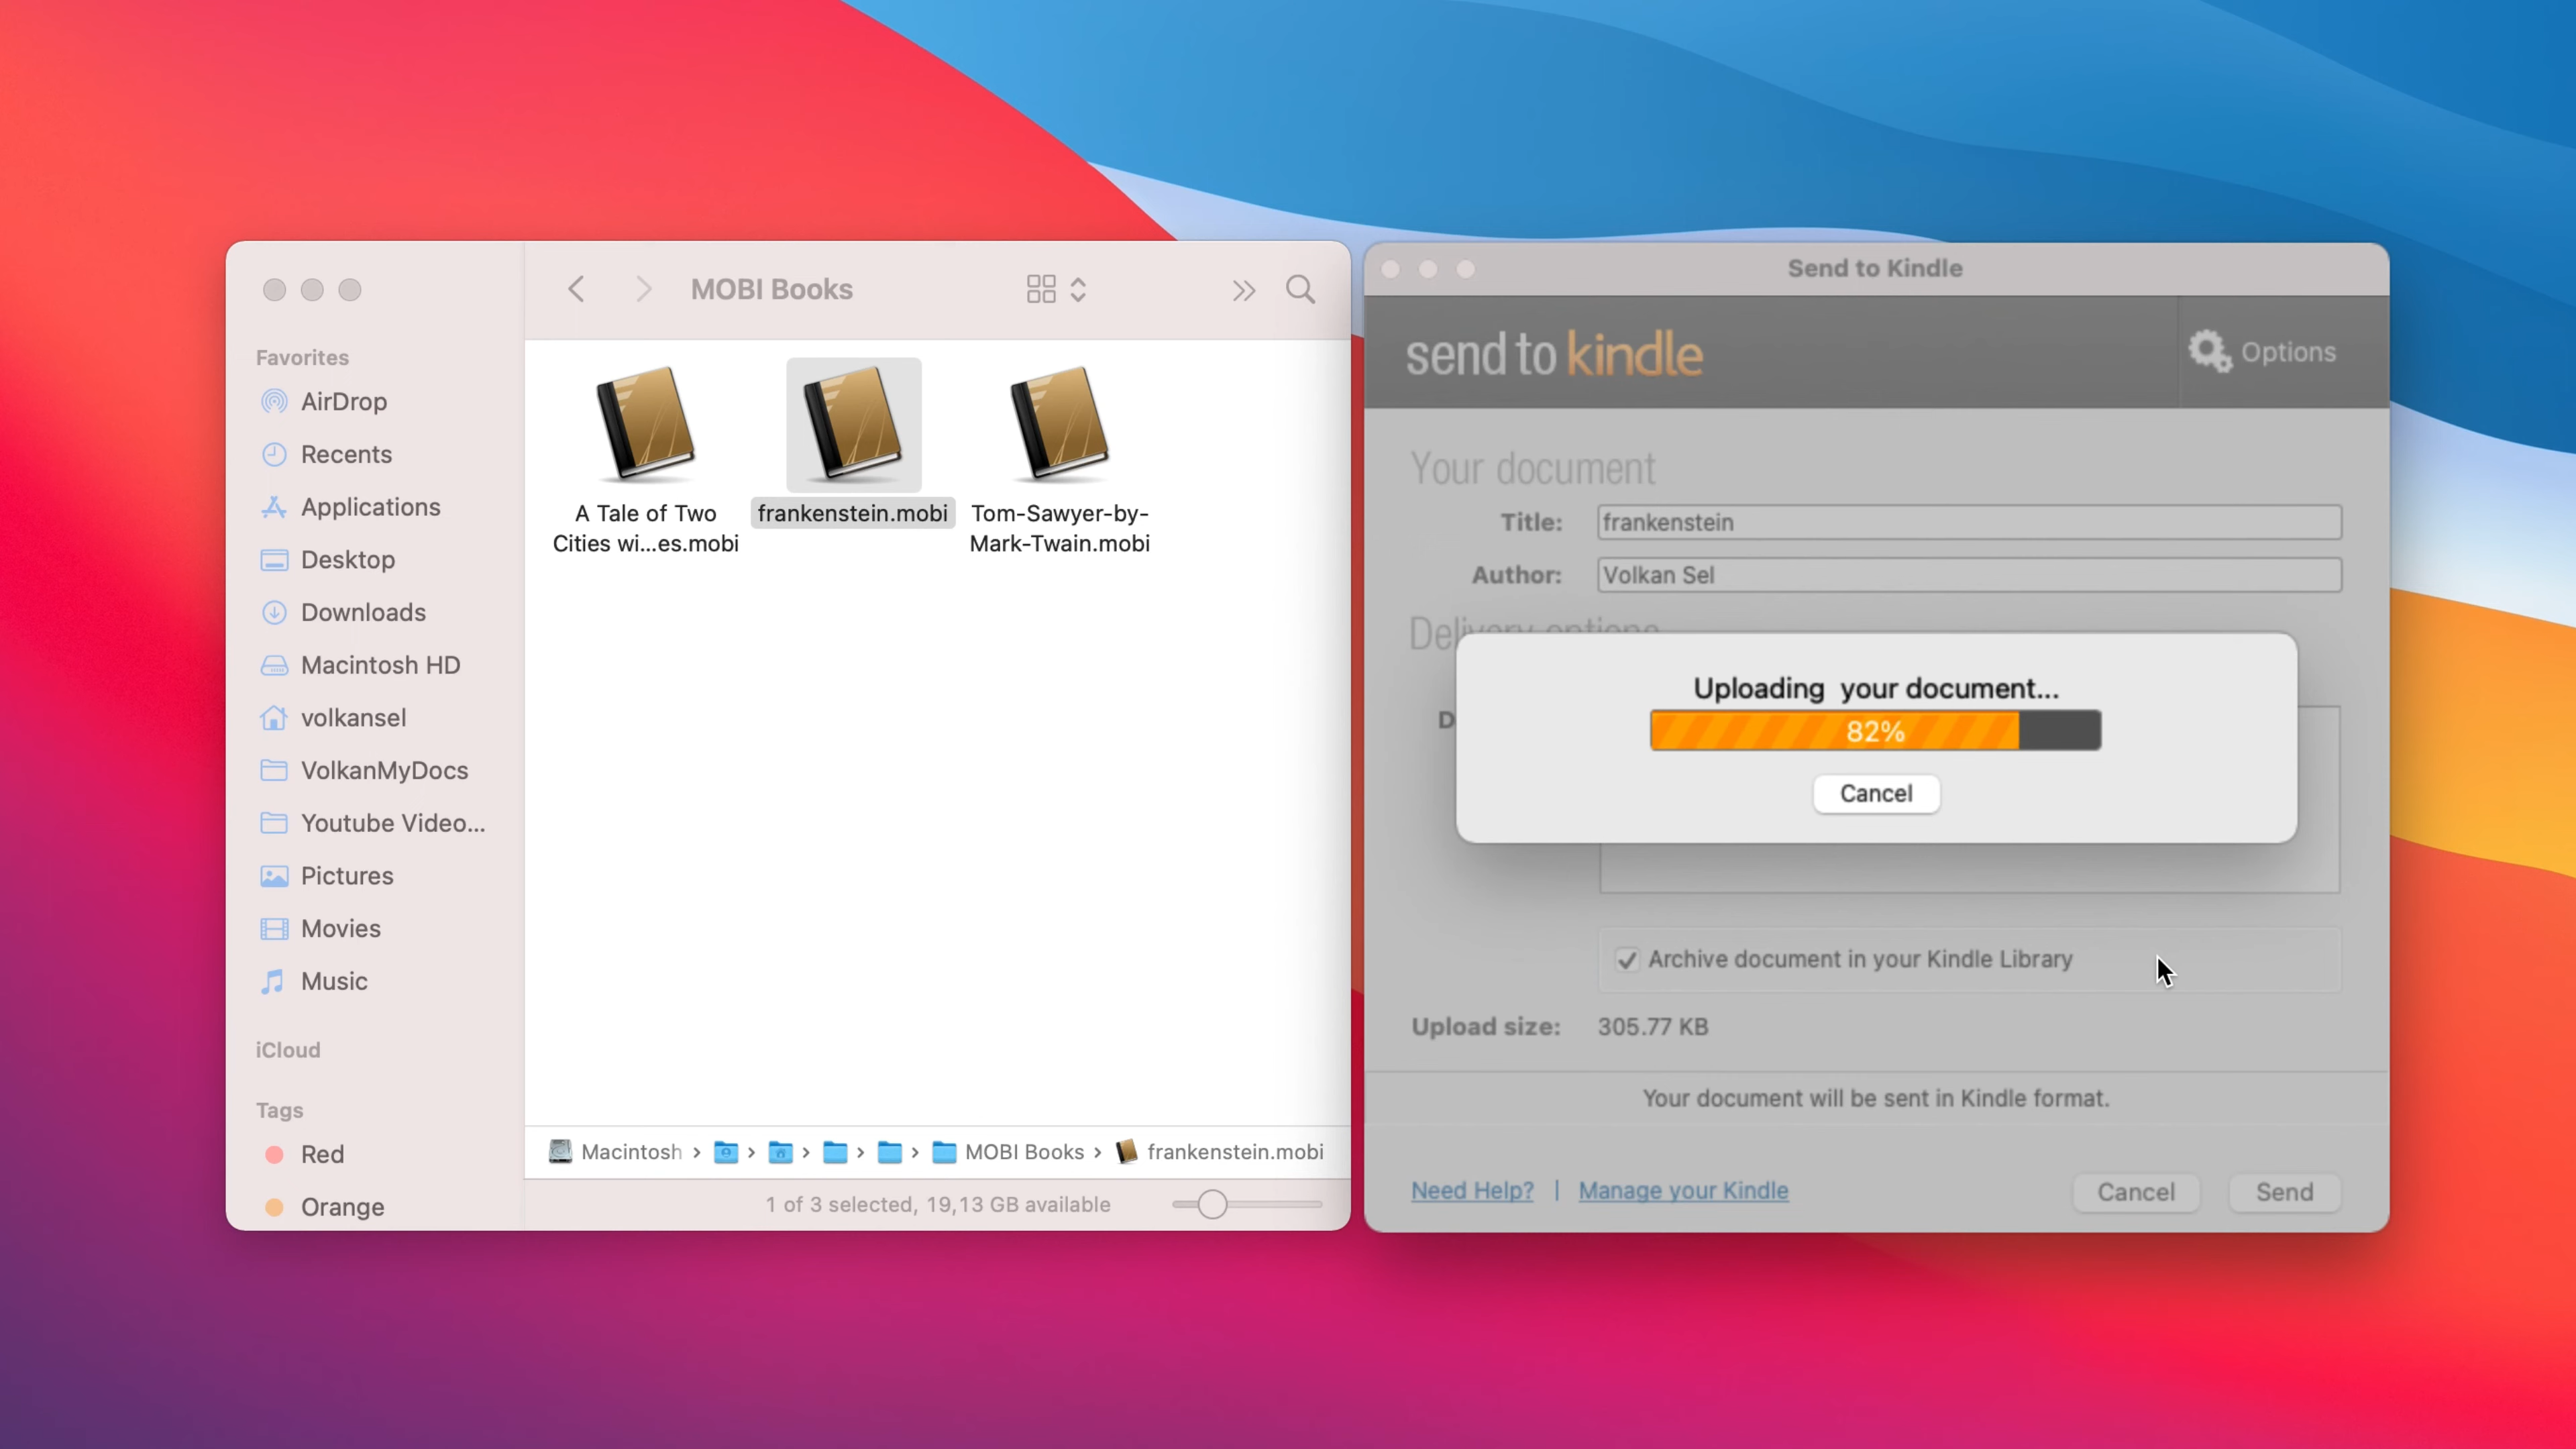 MOBI Books
Favorites
AirDrop
Recents
Applications
Desktop
Downloads
Macintosh HD
volkansel
VolkanMyDocs
Youtube Video...
Pictures
Movies
Music
iCloud
Tags
Red
Orange
A Tale of Two
Cities wi...es.mobi
frankenstein.mobi
Tom-Sawyer-by-
Mark-Twain.mobi
Macintosh › › › › › MOBI Books › frankenstein.mobi
1 of 3 selected, 19,13 GB available
Send to Kindle
send to kindle
Options
Your document
Title: frankenstein
Author: Volkan Sel
Delivery options
D
Uploading your document...
82%
Cancel
Archive document in your Kindle Library
Upload size: 305.77 KB
Your document will be sent in Kindle format.
Need Help? | Manage your Kindle
Cancel
Send